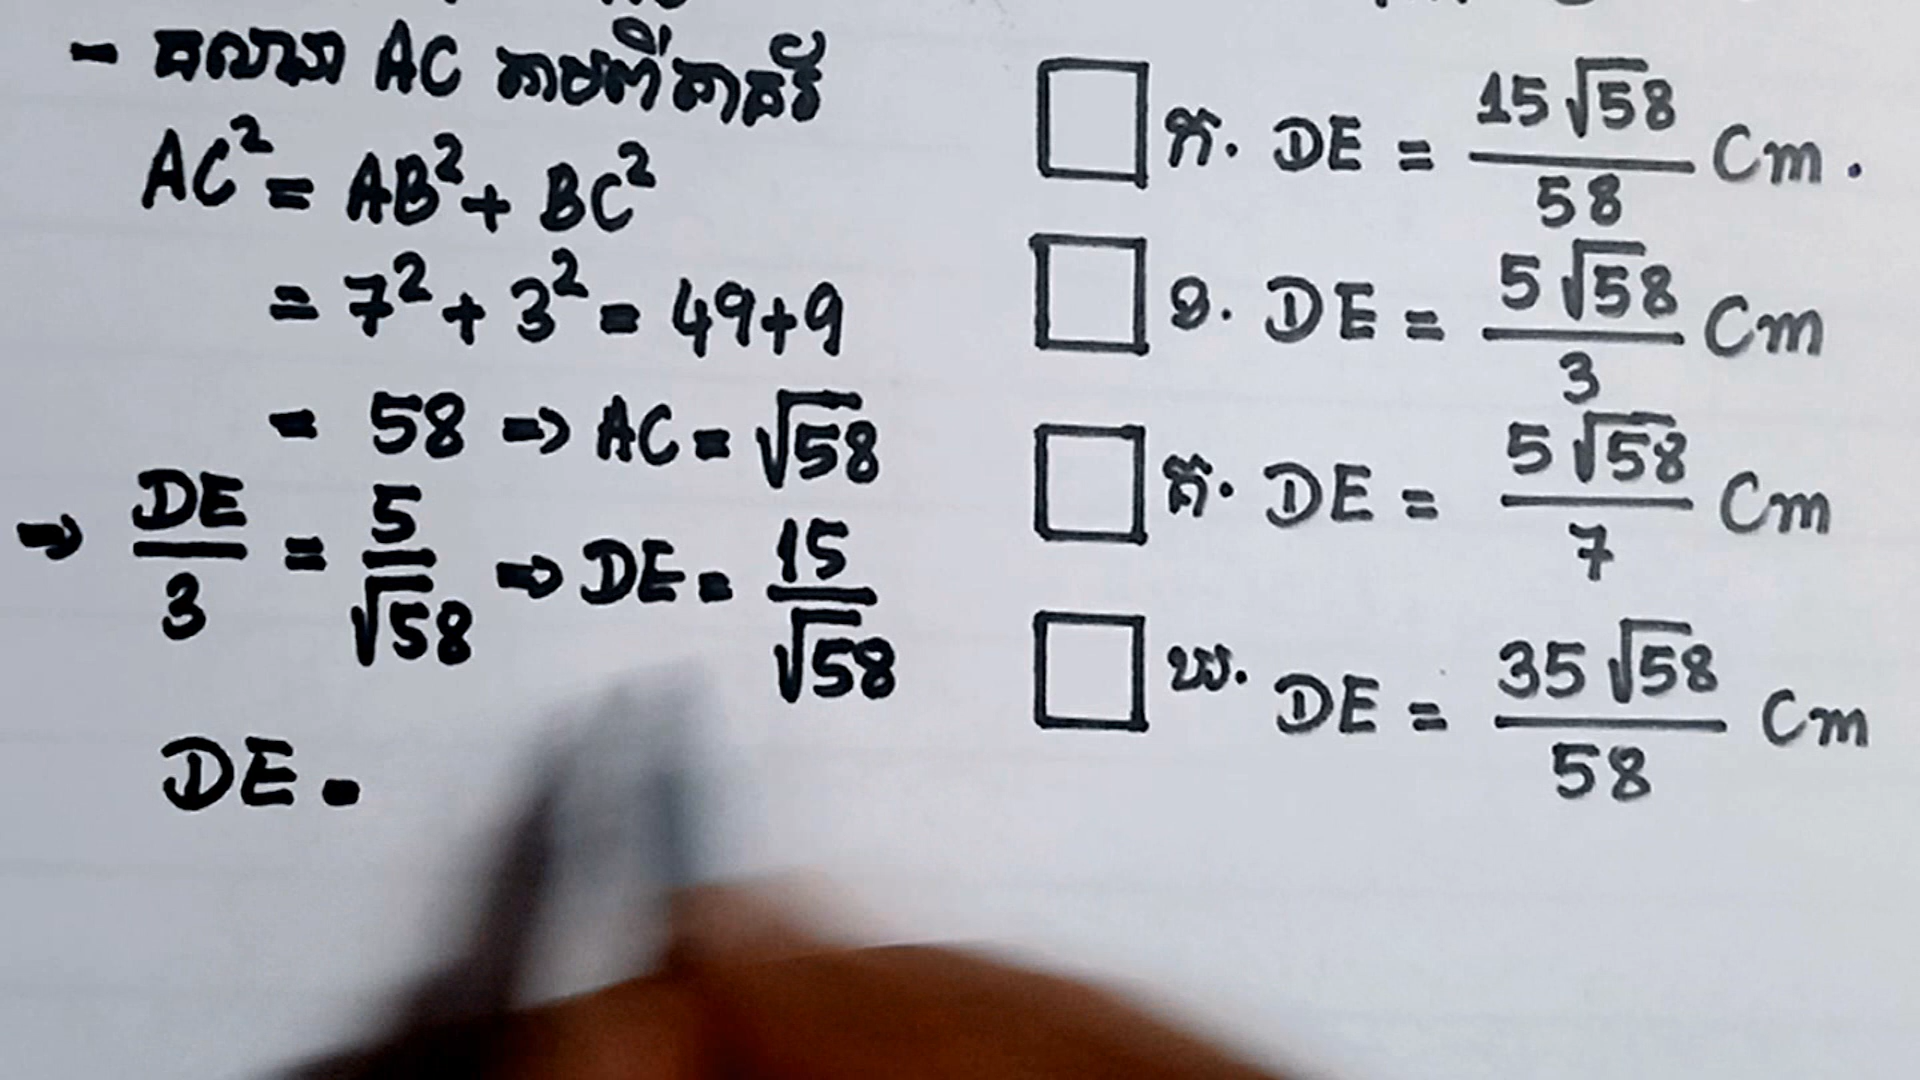 - គណនា AC តាមពីតាគ័រ
AC² = AB² + BC²
= 7² + 3² = 49+9
= 58 ⇒ AC = √58
⇒ DE/3 = 5/√58 ⇒ DE = 15/√58
DE =
ក. DE = 15√58/58 Cm.
ខ. DE = 5√58/3 Cm
គ. DE = 5√58/7 Cm
ឃ. DE = 35√58/58 Cm